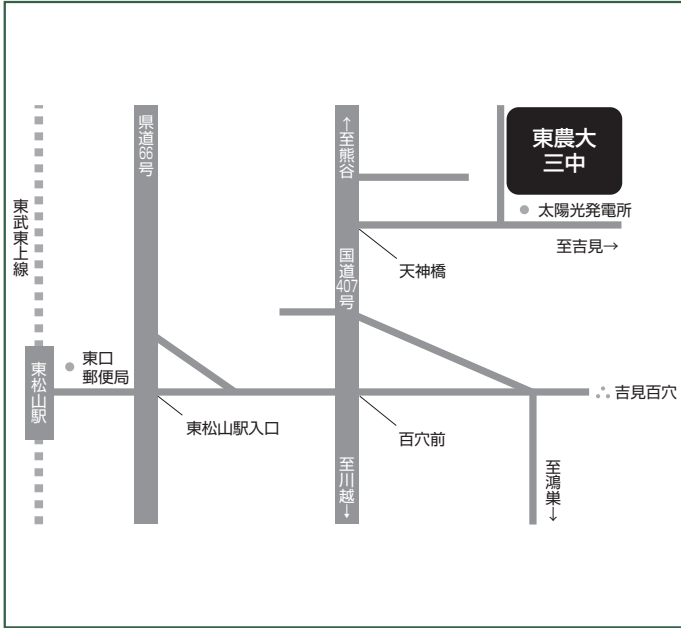 県道66号
↑至熊谷
東農大
三中
太陽光発電所
至吉見→
東武東上線
国道407号
天神橋
東口
郵便局
東松山駅
吉見百穴
東松山駅入口
百穴前
至川越↓
至鴻巣↓